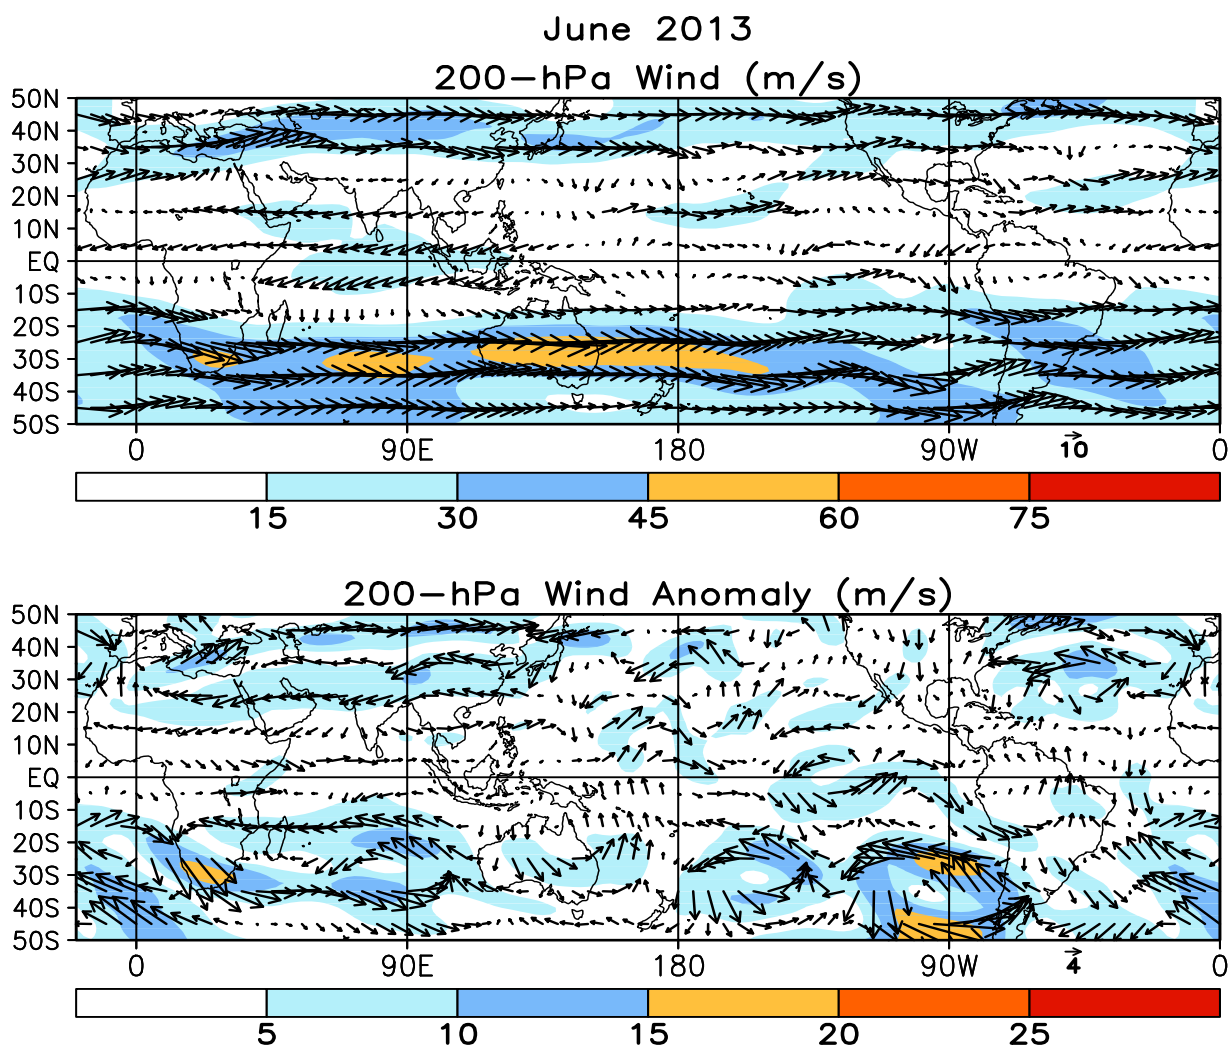 June 2013
200-hPa Wind (m/s)
50N
40N
30N
20N
10N
EQ
10S
20S
30S
40S
50S
0 90E 180 90W 10 0
15 30 45 60 75
200-hPa Wind Anomaly (m/s)
50N
40N
30N
20N
10N
EQ
10S
20S
30S
40S
50S
0 90E 180 90W 4 0
5 10 15 20 25